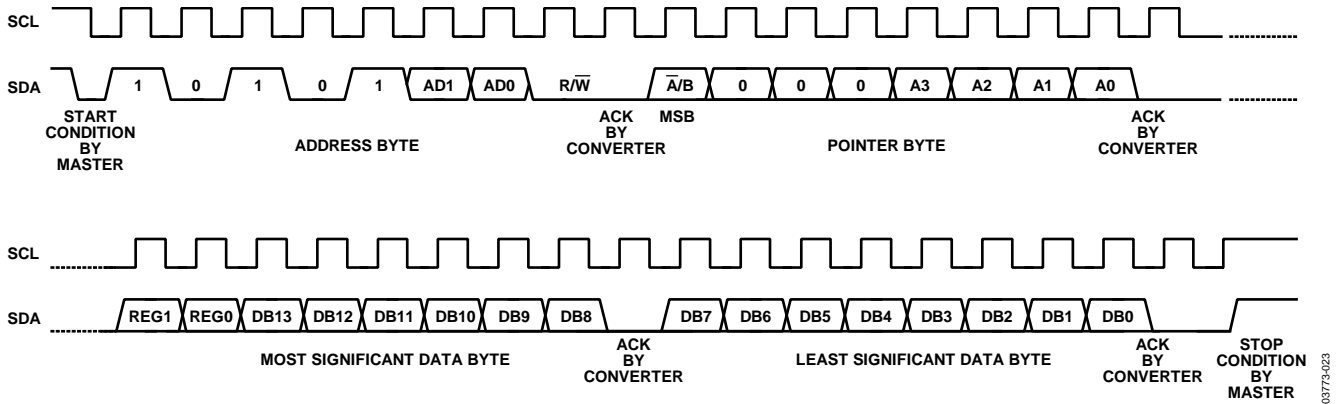 SCL
SDA 1 0 1 0 1 AD1 AD0 R/W̅ A̅/B 0 0 0 A3 A2 A1 A0
START CONDITION BY MASTER
ADDRESS BYTE
ACK BY CONVERTER
MSB
POINTER BYTE
ACK BY CONVERTER
SCL
SDA REG1 REG0 DB13 DB12 DB11 DB10 DB9 DB8 DB7 DB6 DB5 DB4 DB3 DB2 DB1 DB0
MOST SIGNIFICANT DATA BYTE
ACK BY CONVERTER
LEAST SIGNIFICANT DATA BYTE
ACK BY CONVERTER
STOP CONDITION BY MASTER
03773-023